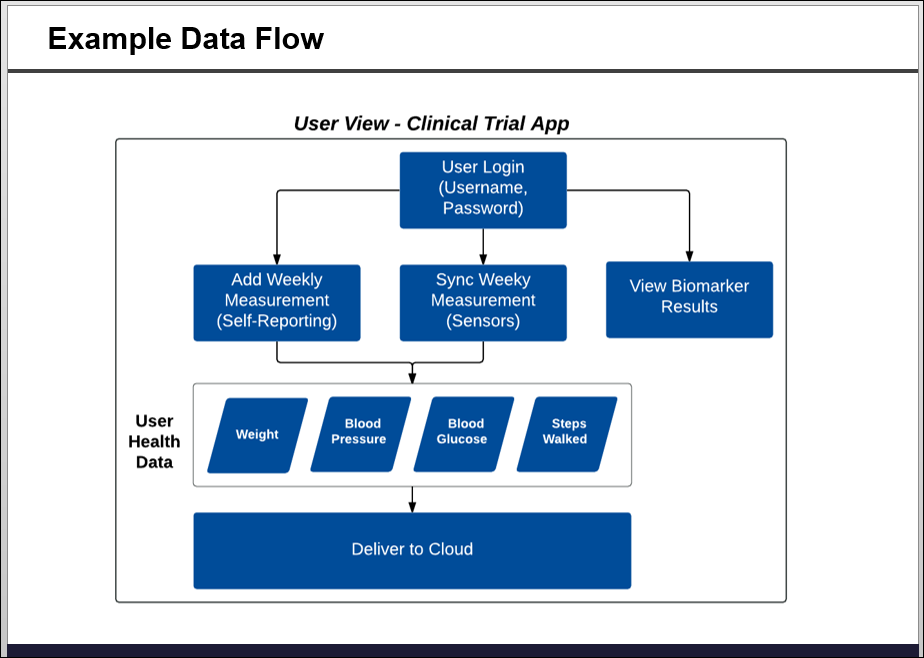 Example Data Flow
User View - Clinical Trial App
User Login
(Username,
Password)
Add Weekly
Measurement
(Self-Reporting)
Sync Weeky
Measurement
(Sensors)
View Biomarker
Results
User
Health
Data
Weight
Blood
Pressure
Blood
Glucose
Steps
Walked
Deliver to Cloud